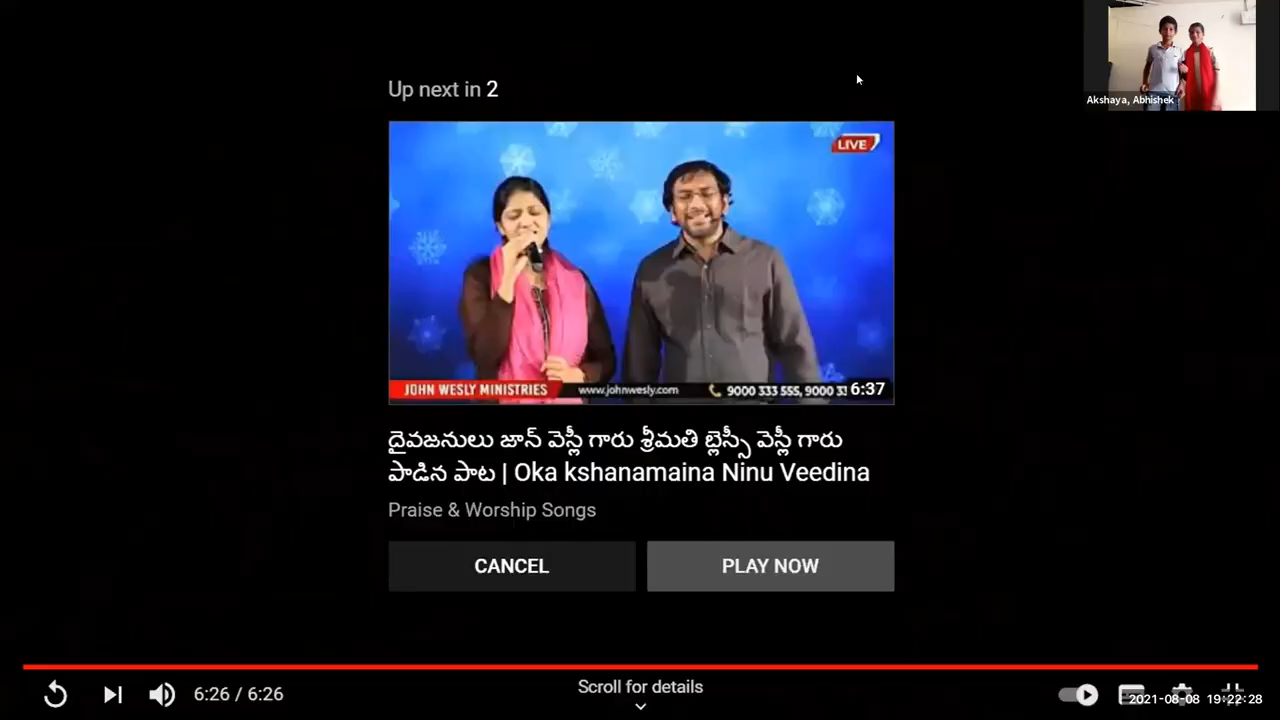 Akshaya, Abhishek
Up next in 2
LIVE
JOHN WESLY MINISTRIES www.johnwesly.com 9000 333 555, 9000 33
6:37
దైవజనులు జాన్ వెస్లీ గారు శ్రీమతి బ్లెస్సీ వెస్లీ గారు
పాడిన పాట | Oka kshanamaina Ninu Veedina
Praise & Worship Songs
CANCEL PLAY NOW
6:26 / 6:26
Scroll for details
2021-08-08 19:22:28